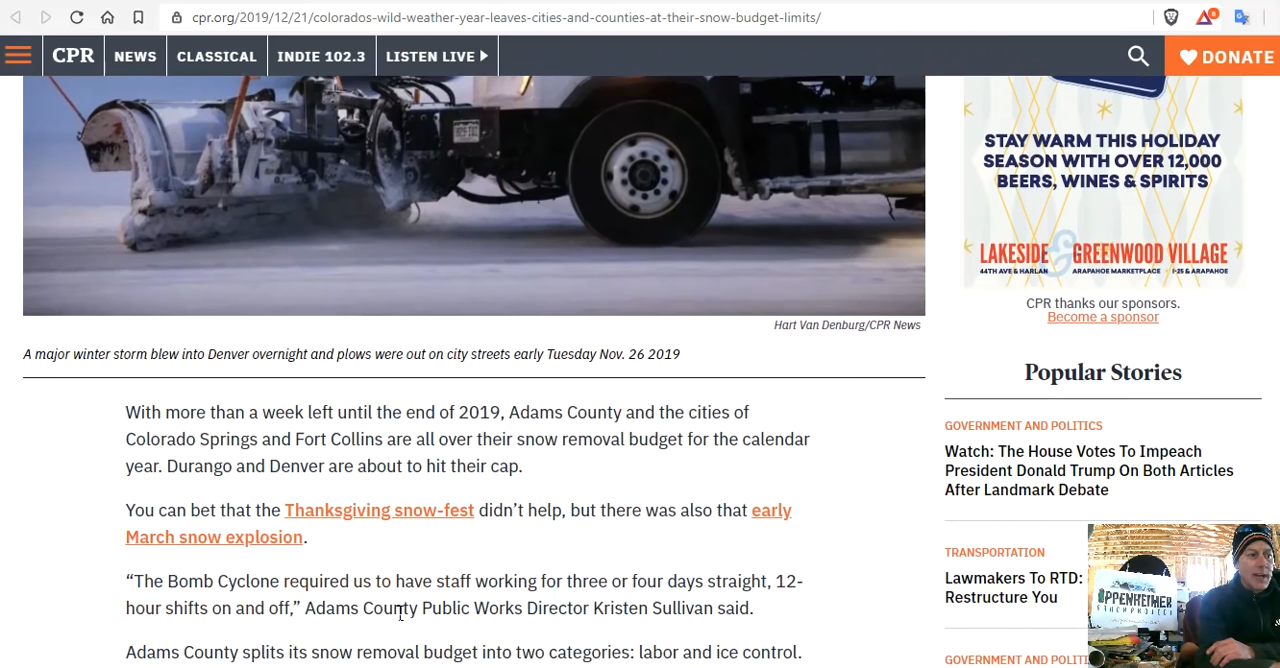 cpr.org/2019/12/21/colorados-wild-weather-year-leaves-cities-and-counties-at-their-snow-budget-limits/
8
CPR NEWS CLASSICAL INDIE 102.3 LISTEN LIVE DONATE
Hart Van Denburg/CPR News
A major winter storm blew into Denver overnight and plows were out on city streets early Tuesday Nov. 26 2019
With more than a week left until the end of 2019, Adams County and the cities of
Colorado Springs and Fort Collins are all over their snow removal budget for the calendar
year. Durango and Denver are about to hit their cap.
You can bet that the Thanksgiving snow-fest didn’t help, but there was also that early
March snow explosion.
“The Bomb Cyclone required us to have staff working for three or four days straight, 12-
hour shifts on and off,” Adams County Public Works Director Kristen Sullivan said.
Adams County splits its snow removal budget into two categories: labor and ice control.
STAY WARM THIS HOLIDAY
SEASON WITH OVER 12,000
BEERS, WINES & SPIRITS
LAKESIDE & GREENWOOD VILLAGE
44TH AVE & HARLAN ARAPAHOE MARKETPLACE • I-25 & ARAPAHOE
CPR thanks our sponsors.
Become a sponsor
Popular Stories
GOVERNMENT AND POLITICS
Watch: The House Votes To Impeach
President Donald Trump On Both Articles
After Landmark Debate
TRANSPORTATION
Lawmakers To RTD:
Restructure You
GOVERNMENT AND POLITI
OPPENHEIMER